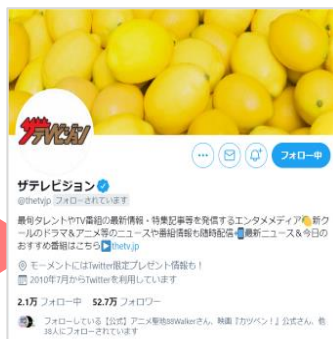 ザテレビジョン
フォロー中
ザテレビジョン
@thetvjp フォローされています
最旬タレントやTV番組の最新情報・特集記事等を発信するエンタメメディア👏新ク
ールのドラマ&アニメ等のニュースや番組情報も随時配信📲最新ニュース&今日の
おすすめ番組はこちら▶thetv.jp
モーメントにはTwitter限定プレゼント情報も!
2010年7月からTwitterを利用しています
2.1万 フォロー中 52.7万 フォロワー
フォローしている【公式】アニメ聖地88Walkerさん、映画『カツベン!』公式さん、他
38人にフォローされています